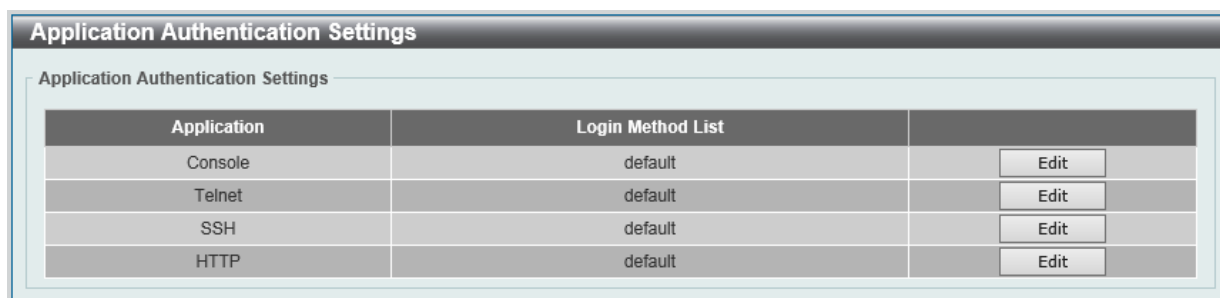 Application Authentication Settings
Application Authentication Settings
Application Login Method List
Console default Edit
Telnet default Edit
SSH default Edit
HTTP default Edit